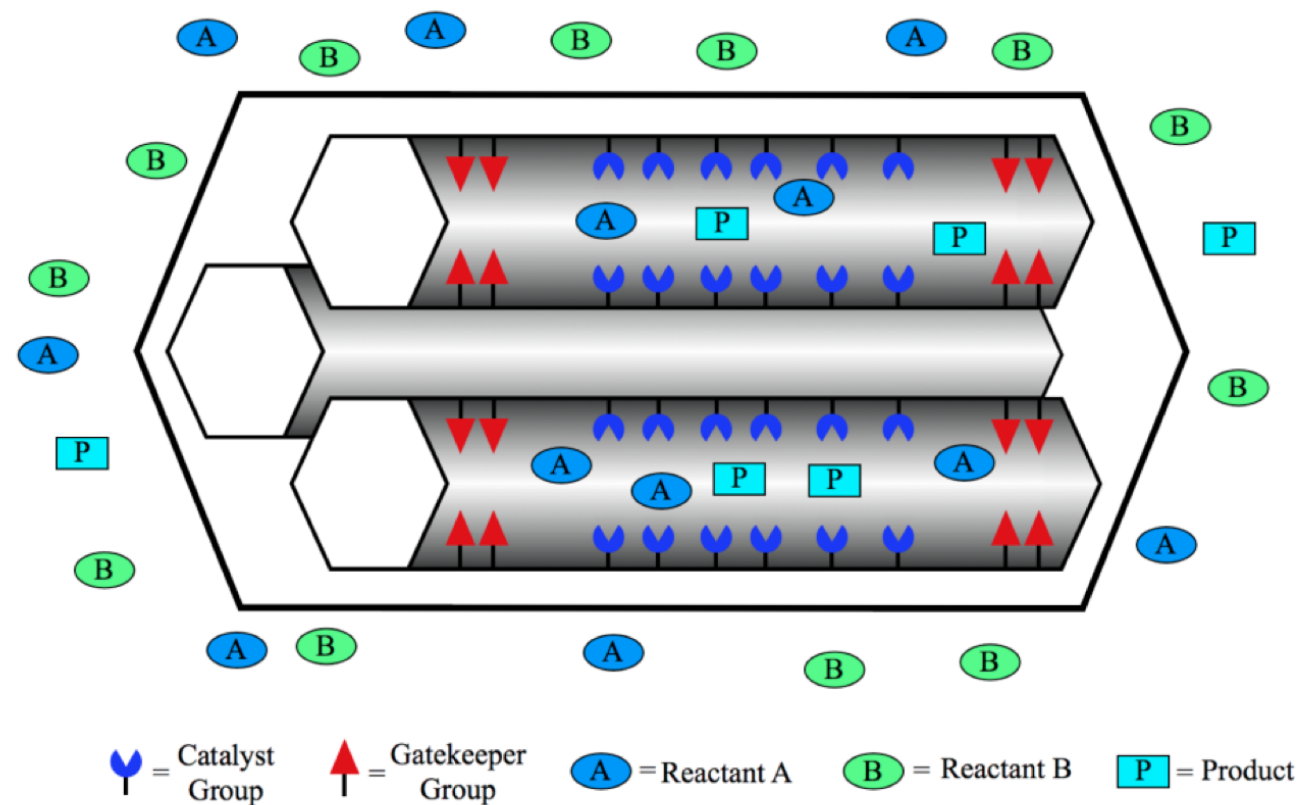 A
A
A
B
B
B
B
B
B
A
A
P
P
P
B
A
B
B
A
A
P
P
A
P
B
A
B
A
B
B
A
B
= Catalyst
Group
= Gatekeeper
Group
A = Reactant A
B = Reactant B
P = Product